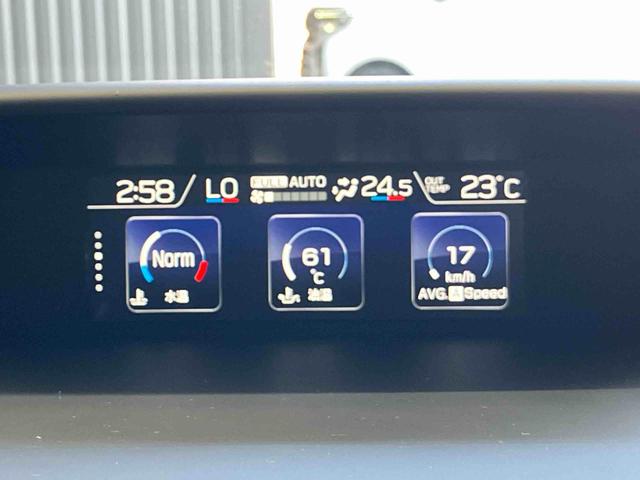 2:58 LO FULL AUTO 24.5 OUT TEMP 23°C
Norm
水温
61
°C
油温
17
km/h
AVG. A Speed